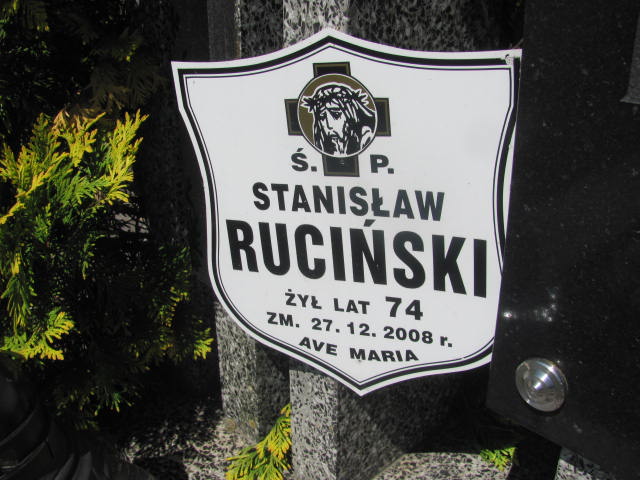 Ś. P.
STANISŁAW
RUCIŃSKI
ŻYŁ LAT 74
ZM. 27.12.2008 r.
AVE MARIA